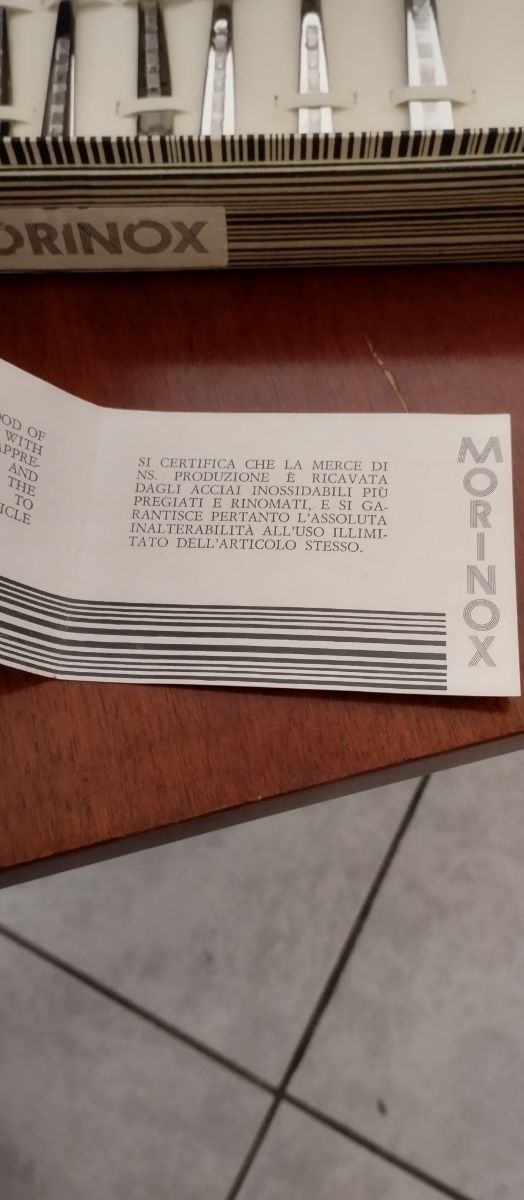 ORINOX
OOD OF
WITH
APPRE-
AND
THE
TO
ICLE
SI CERTIFICA CHE LA MERCE DI
NS. PRODUZIONE È RICAVATA
DAGLI ACCIAI INOSSIDABILI PIÙ
PREGIATI E RINOMATI, E SI GA-
RANTISCE PERTANTO L'ASSOLUTA
INALTERABILITÀ ALL'USO ILLIMI-
TATO DELL'ARTICOLO STESSO.
MORINOX